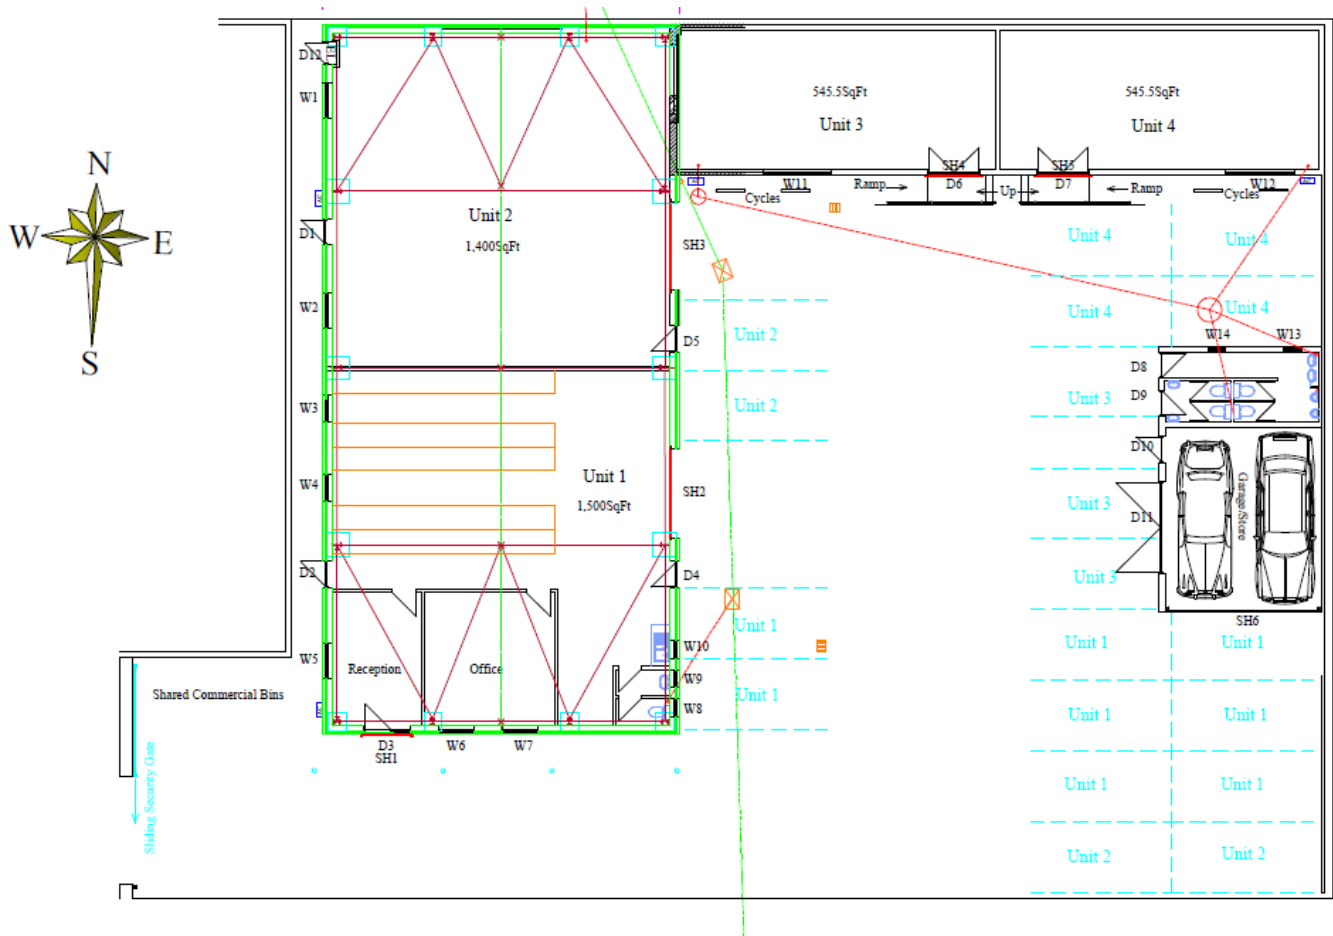 D12
W1
545.5SqFt
Unit 3
545.5SqFt
Unit 4
N
W
E
S
SH4
SH5
W11
Ramp
D6
Up
D7
Ramp
W12
Cycles
Cycles
Unit 2
1,400SqFt
D1
SH3
Unit 4
Unit 4
W2
Unit 4
Unit 4
Unit 2
D5
W14
W13
D8
D9
W3
Unit 2
Unit 3
D10
Unit 1
1,500SqFt
W4
SH2
Unit 3
D11
Garage/Store
D2
D4
Unit 3
SH6
Unit 1
W10
Unit 1
Unit 1
W5
Reception
Office
W9
W8
Unit 1
Shared Commercial Bins
Unit 1
Unit 1
D3
SH1
W6
W7
Sliding Security Gate
Unit 1
Unit 1
Unit 2
Unit 2